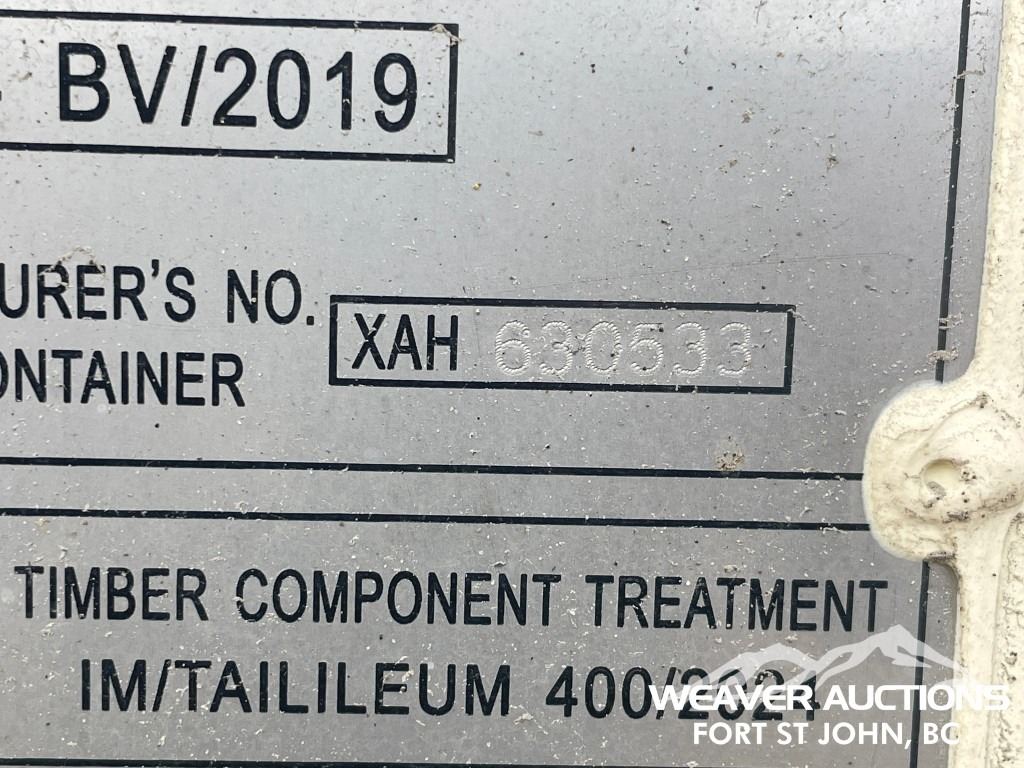 BV/2019
URER'S NO. XAH 630533
ONTAINER
TIMBER COMPONENT TREATMENT
IM/TAILILEUM 400/2024
WEAVER AUCTIONS
FORT ST JOHN, BC